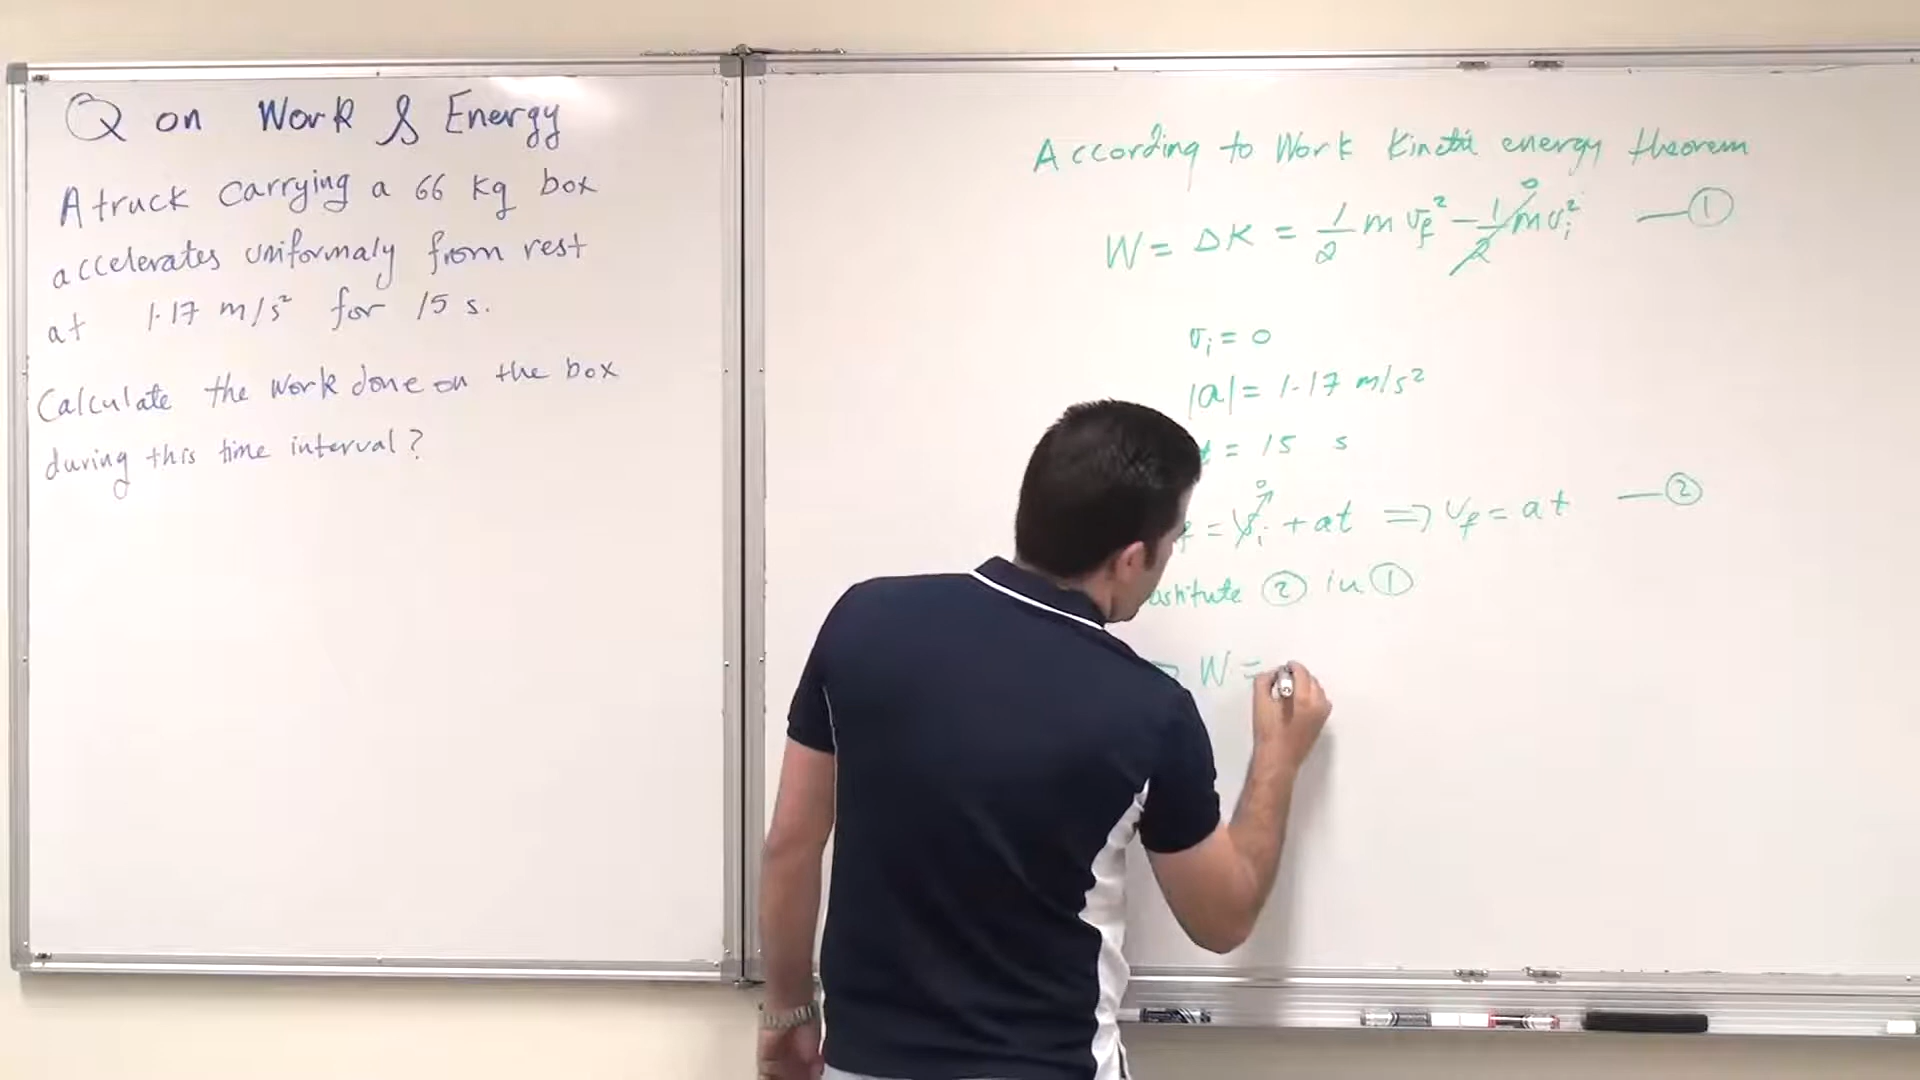 Q on Work & Energy
A truck carrying a 66 kg box
accelerates uniformaly from rest
at 1.17 m/s² for 15 s.
Calculate the work done on the box
during this time interval?
According to Work Kinetic energy theorem
W = ΔK = 1/2 m v_f² - 1/2 m v_i² 0 —①
v_i = 0
|a| = 1.17 m/s²
t = 15 s
= v_i 0 + at ⇒ v_f = at —②
② in ①
⇒ W =